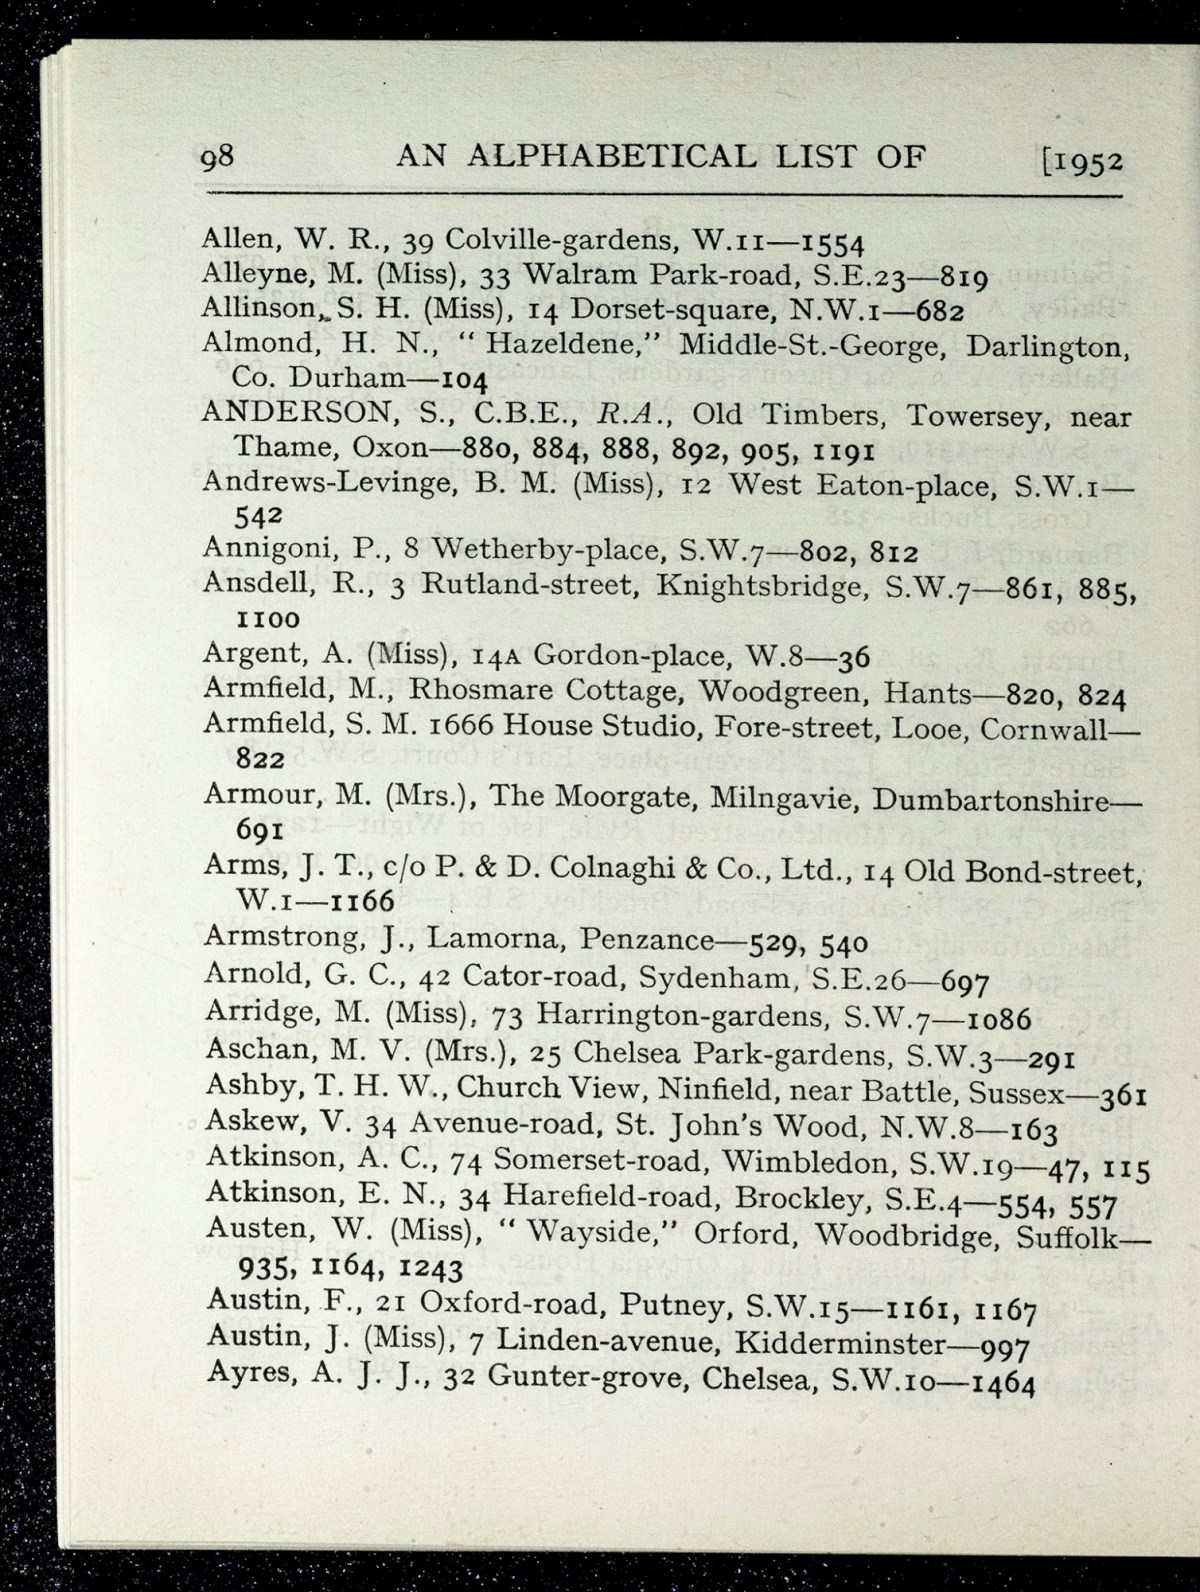 98 AN ALPHABETICAL LIST OF [1952
Allen, W. R., 39 Colville-gardens, W.11—1554
Alleyne, M. (Miss), 33 Walram Park-road, S.E.23—819
Allinson, S. H. (Miss), 14 Dorset-square, N.W.1—682
Almond, H. N., “ Hazeldene,” Middle-St.-George, Darlington,
Co. Durham—104
ANDERSON, S., C.B.E., R.A., Old Timbers, Towersey, near
Thame, Oxon—880, 884, 888, 892, 905, 1191
Andrews-Levinge, B. M. (Miss), 12 West Eaton-place, S.W.1—
542
Annigoni, P., 8 Wetherby-place, S.W.7—802, 812
Ansdell, R., 3 Rutland-street, Knightsbridge, S.W.7—861, 885,
1100
Argent, A. (Miss), 14A Gordon-place, W.8—36
Armfield, M., Rhosmare Cottage, Woodgreen, Hants—820, 824
Armfield, S. M. 1666 House Studio, Fore-street, Looe, Cornwall—
822
Armour, M. (Mrs.), The Moorgate, Milngavie, Dumbartonshire—
691
Arms, J. T., c/o P. & D. Colnaghi & Co., Ltd., 14 Old Bond-street,
W.1—1166
Armstrong, J., Lamorna, Penzance—529, 540
Arnold, G. C., 42 Cator-road, Sydenham, S.E.26—697
Arridge, M. (Miss), 73 Harrington-gardens, S.W.7—1086
Aschan, M. V. (Mrs.), 25 Chelsea Park-gardens, S.W.3—291
Ashby, T. H. W., Church View, Ninfield, near Battle, Sussex—361
Askew, V. 34 Avenue-road, St. John’s Wood, N.W.8—163
Atkinson, A. C., 74 Somerset-road, Wimbledon, S.W.19—47, 115
Atkinson, E. N., 34 Harefield-road, Brockley, S.E.4—554, 557
Austen, W. (Miss), “ Wayside,” Orford, Woodbridge, Suffolk—
935, 1164, 1243
Austin, F., 21 Oxford-road, Putney, S.W.15—1161, 1167
Austin, J. (Miss), 7 Linden-avenue, Kidderminster—997
Ayres, A. J. J., 32 Gunter-grove, Chelsea, S.W.10—1464